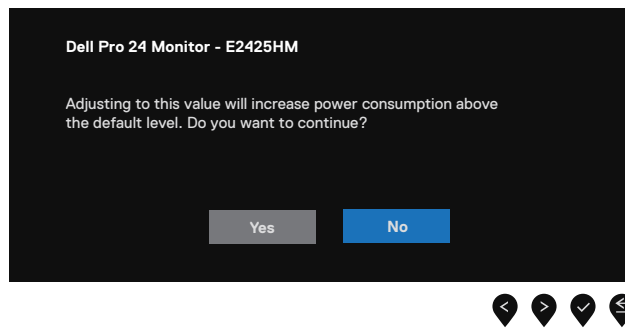 Dell Pro 24 Monitor - E2425HM
Adjusting to this value will increase power consumption above
the default level. Do you want to continue?
Yes No